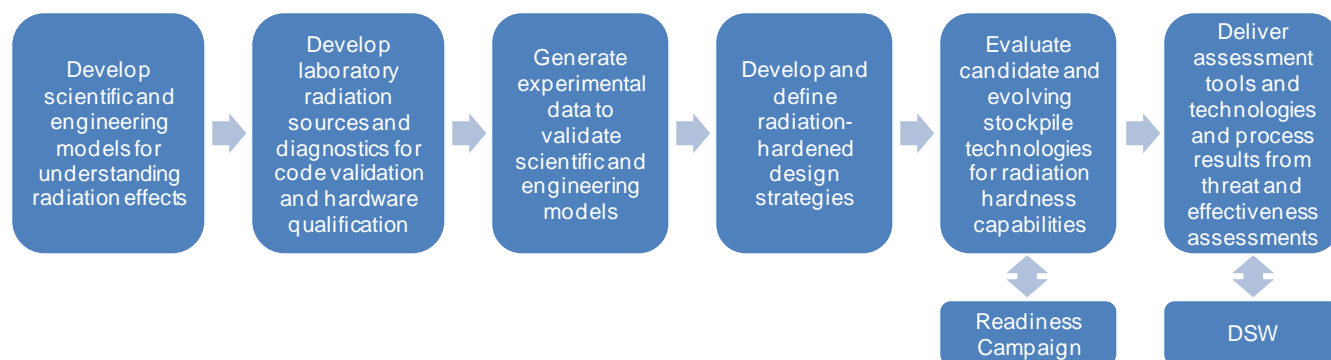 Develop
scientific and
engineering
models for
understanding
radiation effects
Develop
laboratory
radiation
sources and
diagnostics for
code validation
and hardware
qualification
Generate
experimental
data to
validate
scientific and
engineering
models
Develop and
define
radiation-
hardened
design
strategies
Evaluate
candidate and
evolving
stockpile
technologies
for radiation
hardness
capabilities
Deliver
assessment
tools and
technologies
and process
results from
threat and
effectiveness
assessments
Readiness
Campaign
DSW